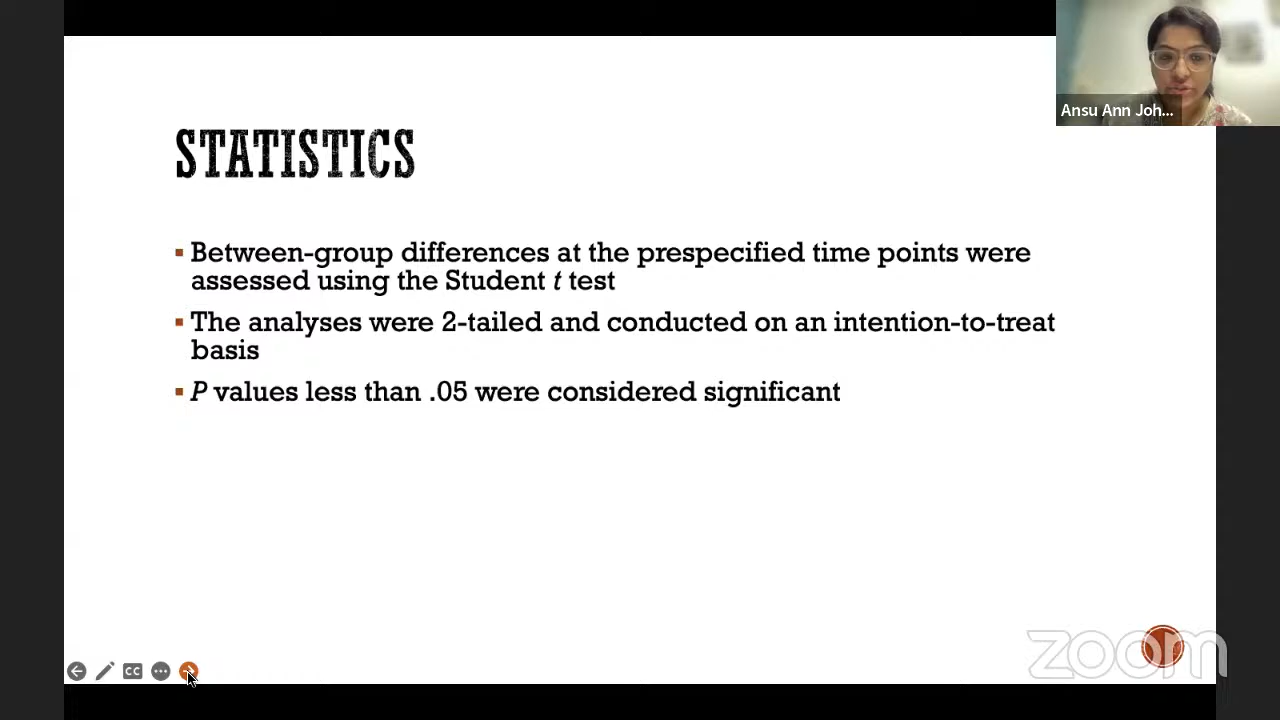 Ansu Ann Joh...
STATISTICS
Between-group differences at the prespecified time points were
assessed using the Student t test
The analyses were 2-tailed and conducted on an intention-to-treat
basis
P values less than .05 were considered significant
CC
zoom